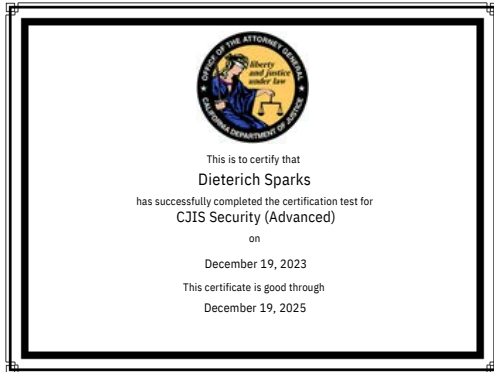 OFFICE OF THE ATTORNEY GENERAL
liberty
and justice
under law
CALIFORNIA DEPARTMENT OF JUSTICE
This is to certify that
Dieterich Sparks
has successfully completed the certification test for
CJIS Security (Advanced)
on
December 19, 2023
This certificate is good through
December 19, 2025